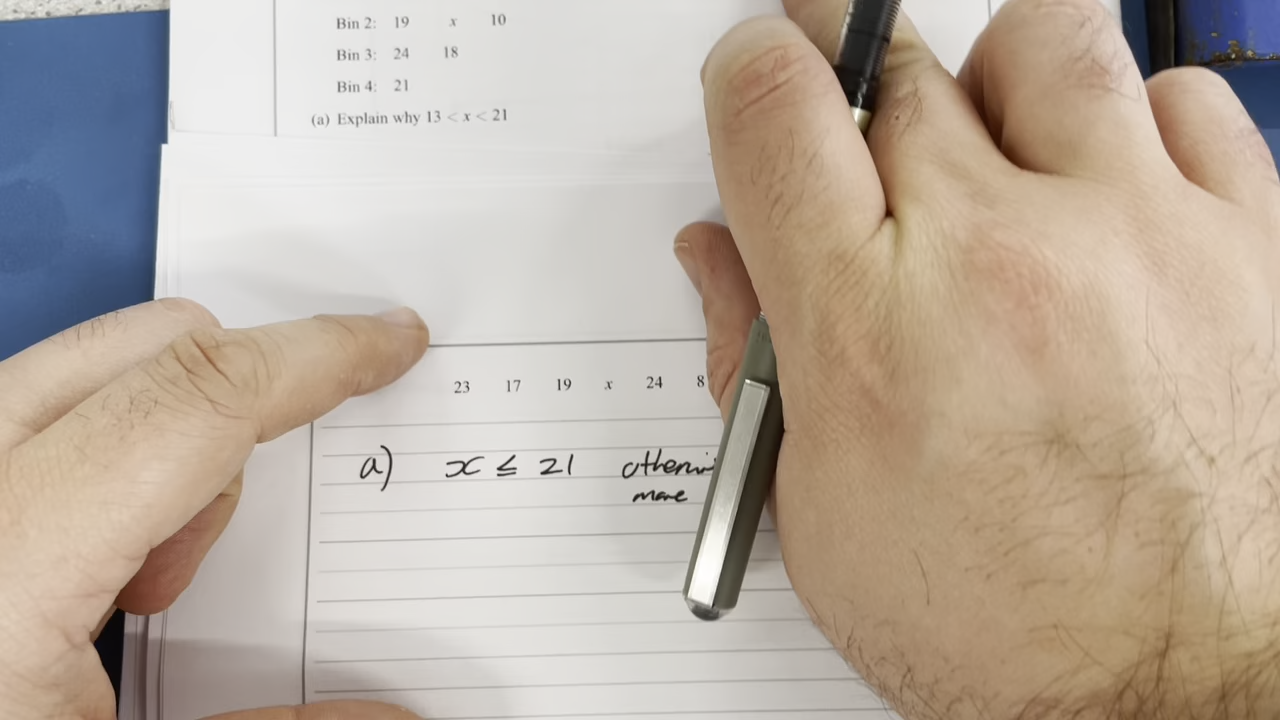 Bin 2: 19 x 10
Bin 3: 24 18
Bin 4: 21
(a) Explain why 13 < x < 21
23 17 19 x 24 8
a) x ≤ 21
more